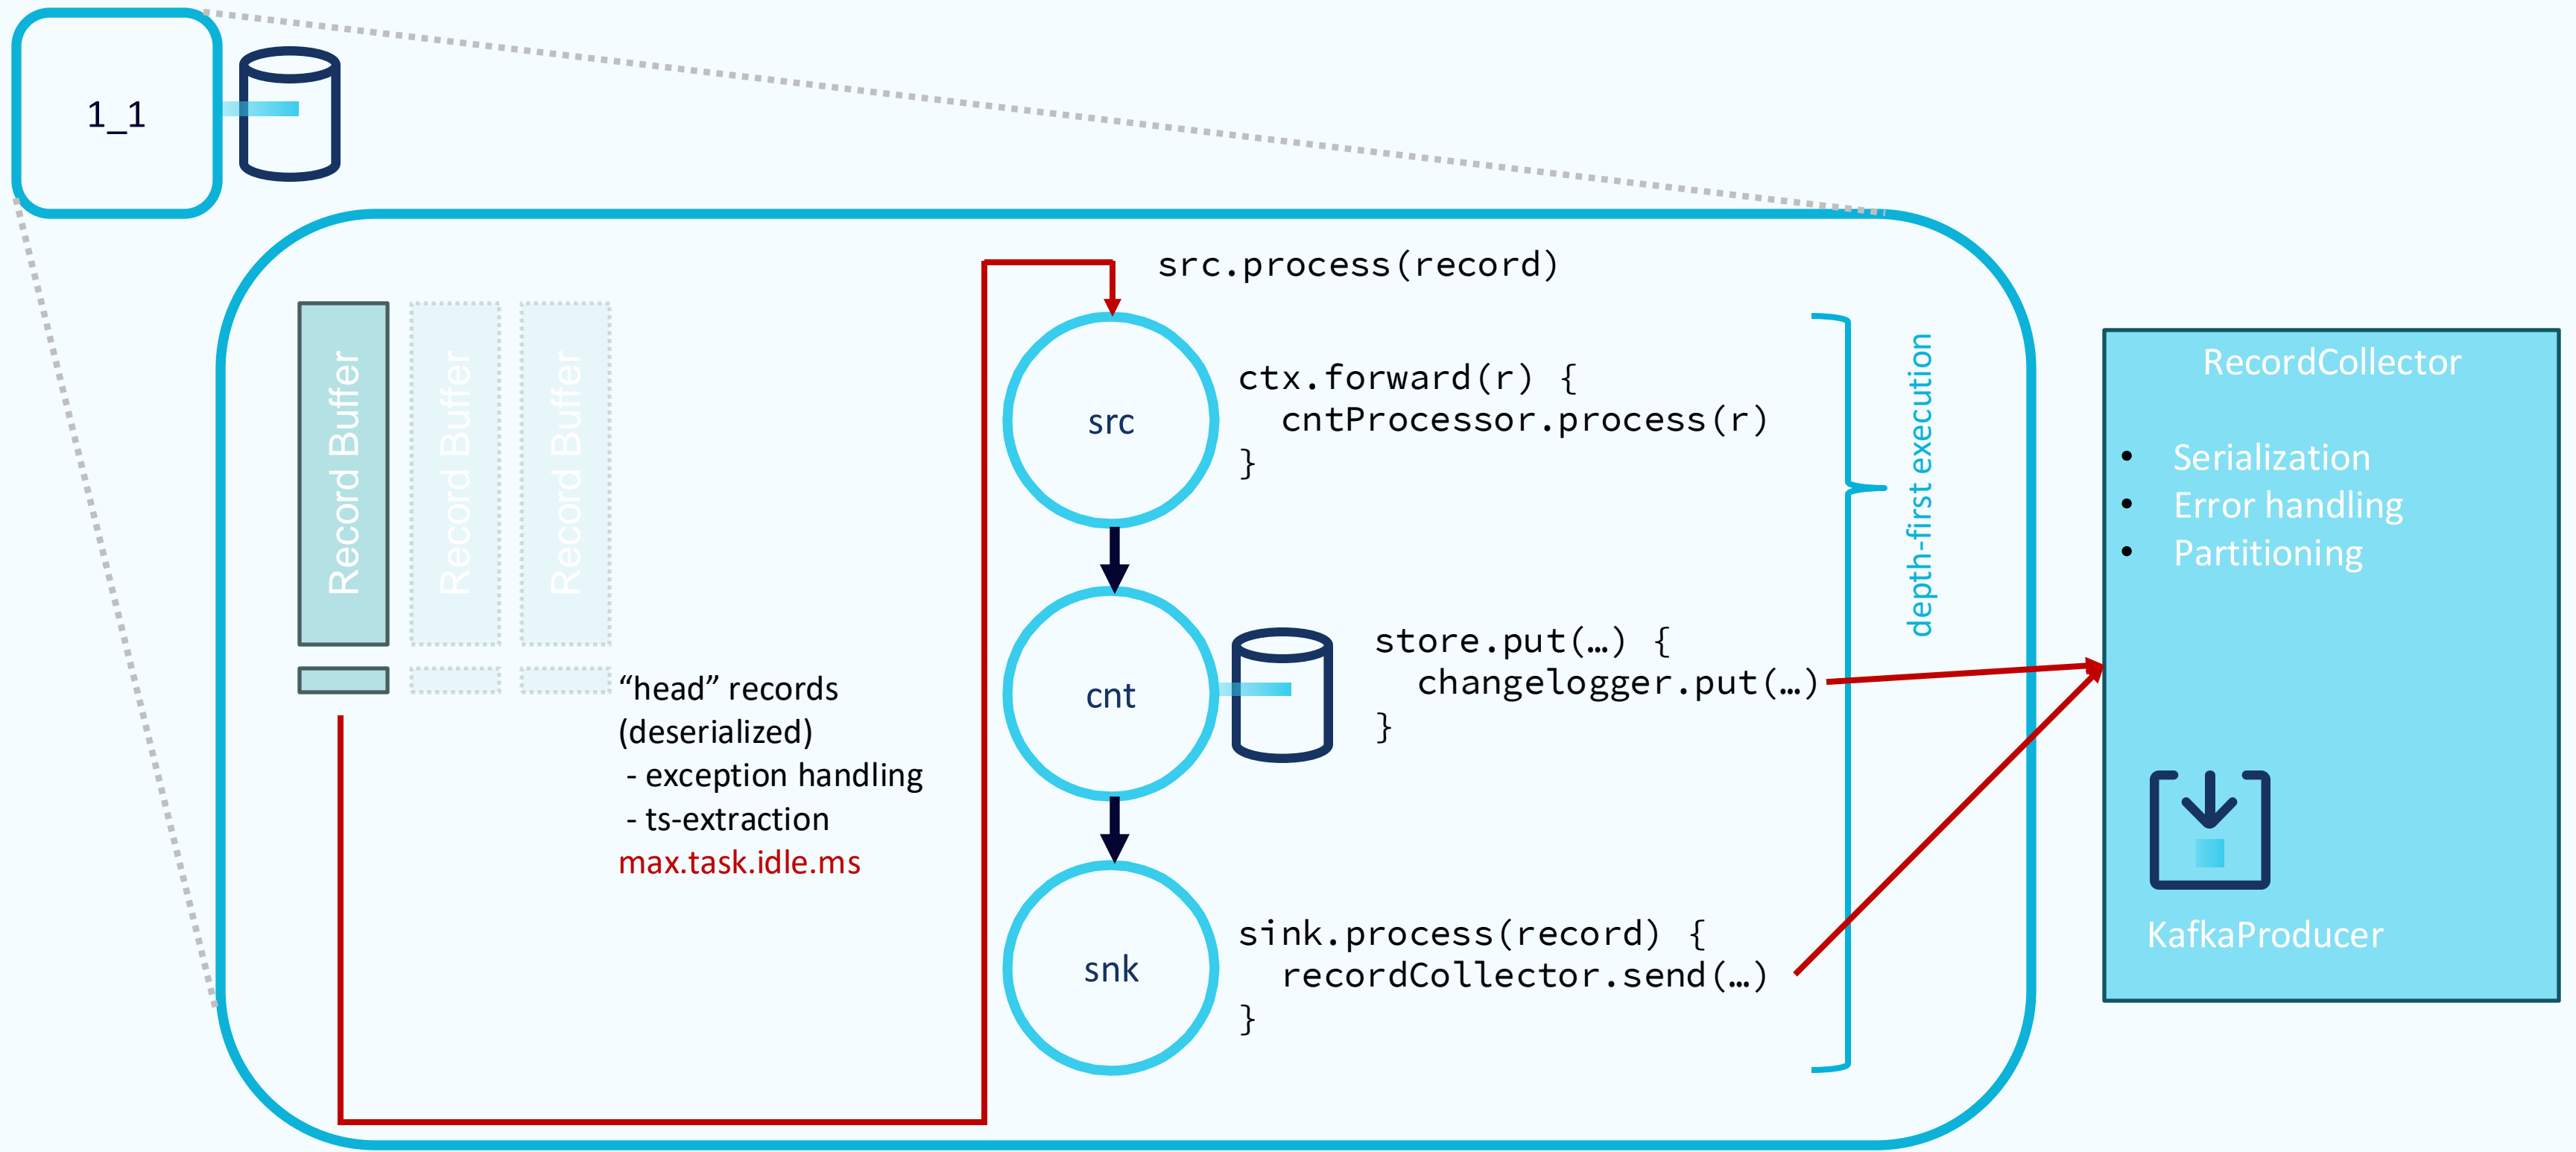 1_1
Record Buffer
Record Buffer
Record Buffer
“head” records
(deserialized)
- exception handling
- ts-extraction
max.task.idle.ms
src.process(record)
src
ctx.forward(r) {
cntProcessor.process(r)
}
cnt
store.put(…) {
changelogger.put(…)
}
snk
sink.process(record) {
recordCollector.send(…)
}
depth-first execution
RecordCollector
• Serialization
• Error handling
• Partitioning
KafkaProducer